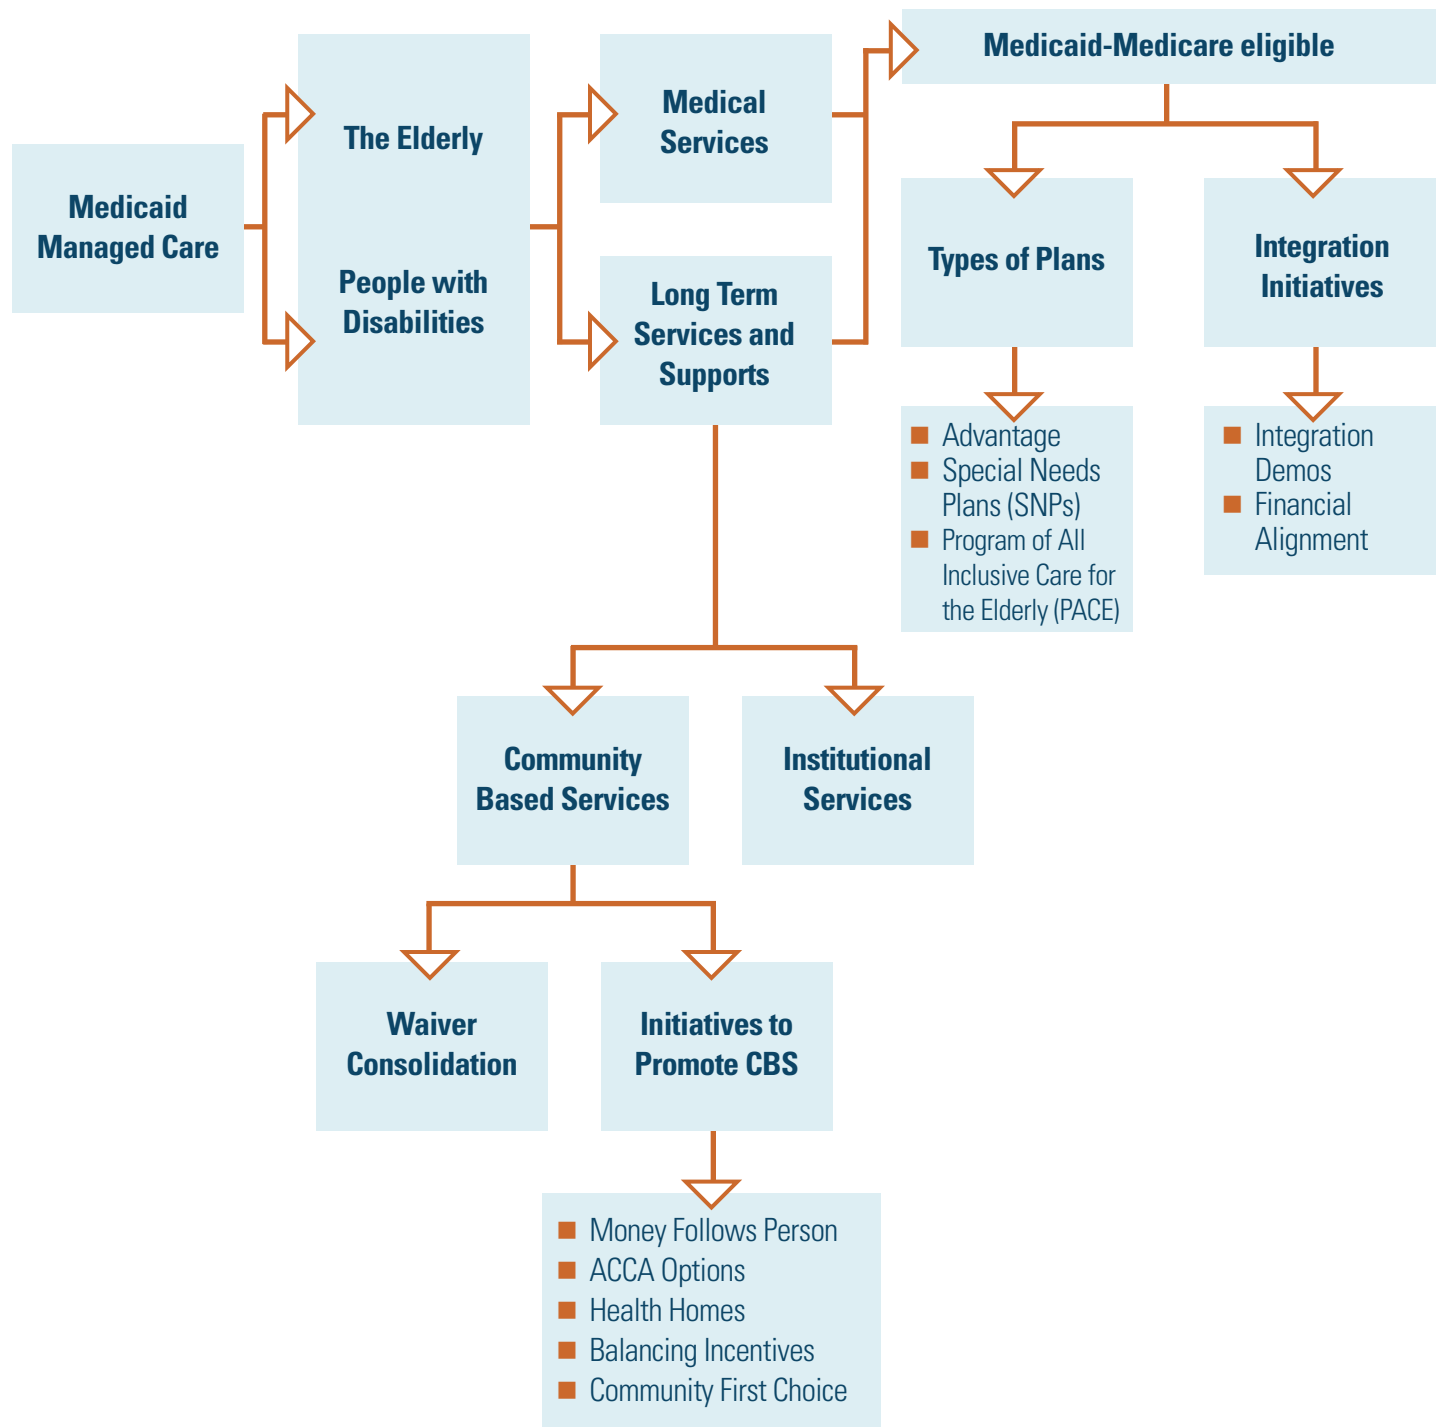 Medicaid
Managed Care
The Elderly
People with
Disabilities
Medical
Services
Long Term
Services and
Supports
Medicaid-Medicare eligible
Types of Plans
Integration
Initiatives
Advantage
Special Needs
Plans (SNPs)
Program of All
Inclusive Care for
the Elderly (PACE)
Integration
Demos
Financial
Alignment
Community
Based Services
Institutional
Services
Waiver
Consolidation
Initiatives to
Promote CBS
Money Follows Person
ACCA Options
Health Homes
Balancing Incentives
Community First Choice